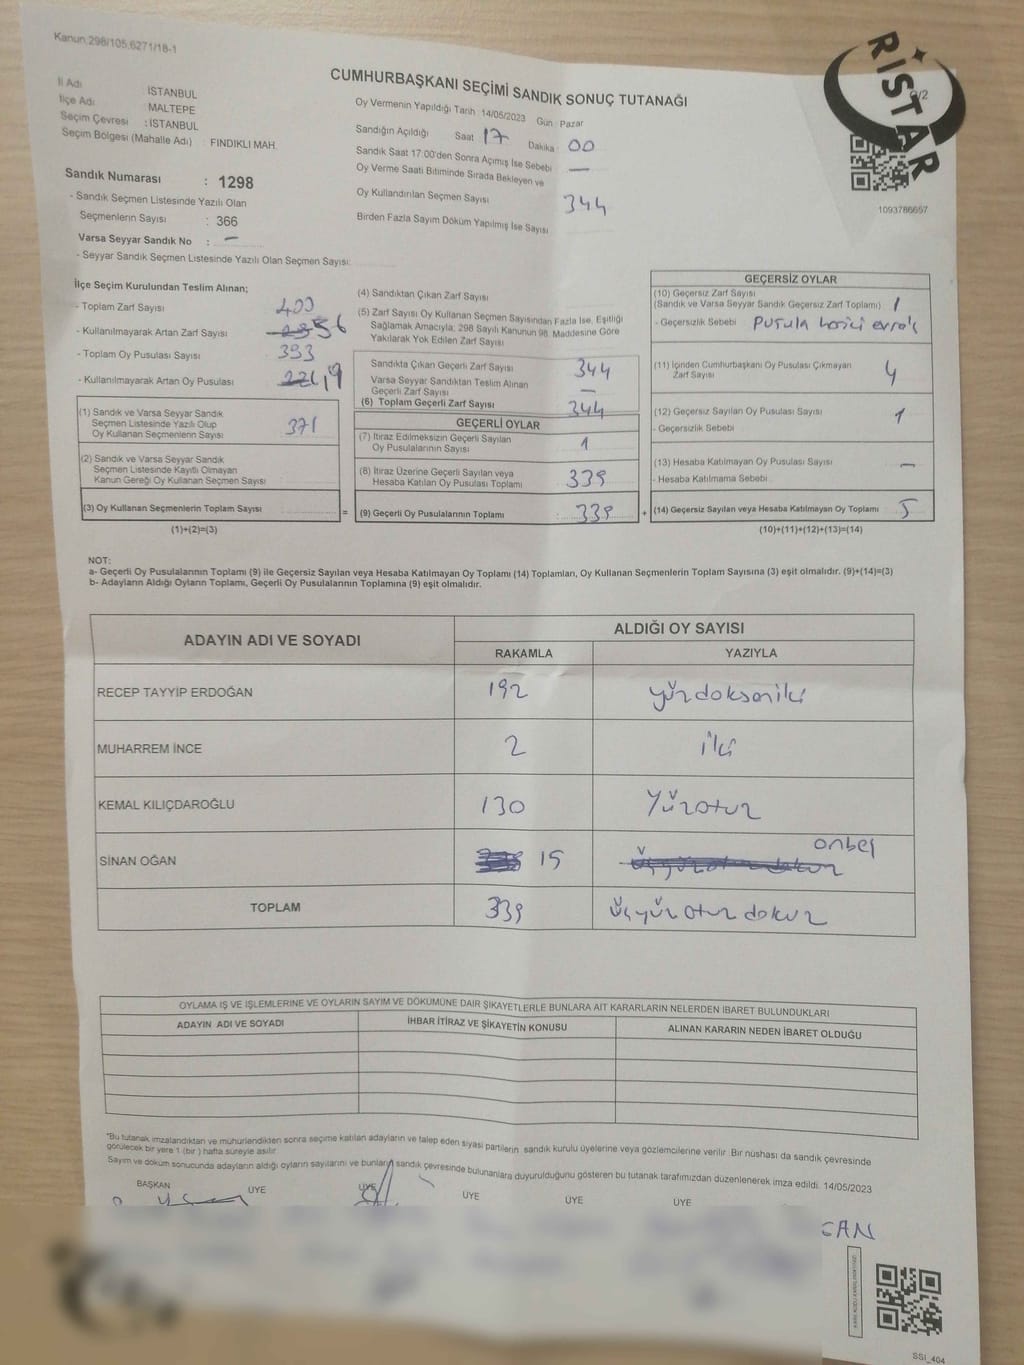 Kanun:298/105,6271/18-1
RISTAR
CUMHURBAŞKANI SEÇİMİ SANDIK SONUÇ TUTANAĞI
İl Adı İSTANBUL
İlçe Adı MALTEPE
Seçim Çevresi :İSTANBUL
Seçim Bölgesi (Mahalle Adı) FINDIKLI MAH.
Oy Vermenin Yapıldığı Tarih 14/05/2023 Gün : Pazar
Sandığın Açıldığı Saat 17 Dakika 00
Sandık Saat 17:00'den Sonra Açımış İse Sebebi —
Oy Verme Saati Bitiminde Sırada Bekleyen ve
Oy Kullandırılan Seçmen Sayısı 344
Birden Fazla Sayım Döküm Yapılmış İse Sayısı
1093786657
Sandık Numarası : 1298
- Sandık Seçmen Listesinde Yazılı Olan
Seçmenlerin Sayısı : 366
Varsa Seyyar Sandık No : –
- Seyyar Sandık Seçmen Listesinde Yazılı Olan Seçmen Sayısı:
İlçe Seçim Kurulundan Teslim Alınan;
- Toplam Zarf Sayısı 400
- Kullanılmayarak Artan Zarf Sayısı 56
- Toplam Oy Pusulası Sayısı 393
- Kullanılmayarak Artan Oy Pusulası
(1) Sandık ve Varsa Seyyar Sandık
Seçmen Listesinde Yazılı Olup
Oy Kullanan Seçmenlerin Sayısı 371
(2) Sandık ve Varsa Seyyar Sandık
Seçmen Listesinde Kayıtlı Olmayan
Kanun Gereği Oy Kullanan Seçmen Sayısı
(3) Oy Kullanan Seçmenlerin Toplam Sayısı
(1)+(2)=(3)
(4) Sandıktan Çıkan Zarf Sayısı
(5) Zarf Sayısı Oy Kullanan Seçmen Sayısından Fazla İse, Eşitliği
Sağlamak Amacıyla, 298 Sayılı Kanunun 98. Maddesine Göre
Yakılarak Yok Edilen Zarf Sayısı
Sandıkta Çıkan Geçerli Zarf Sayısı 344
Varsa Seyyar Sandıktan Teslim Alınan
Geçerli Zarf Sayısı —
(6) Toplam Geçerli Zarf Sayısı 344
GEÇERLİ OYLAR
(7) İtiraz Edilmeksizin Geçerli Sayılan
Oy Pusulalarının Sayısı 1
(8) İtiraz Üzerine Geçerli Sayılan veya
Hesaba Katılan Oy Pusulası Toplamı 339
= (9) Geçerli Oy Pusulalarının Toplamı : 339 +
GEÇERSİZ OYLAR
(10) Geçersiz Zarf Sayısı
(Sandık ve Varsa Seyyar Sandık Geçersiz Zarf Toplamı) 1
- Geçersizlik Sebebi pusula harici evrak
(11) İçinden Cumhurbaşkanı Oy Pusulası Çıkmayan
Zarf Sayısı 4
(12) Geçersiz Sayılan Oy Pusulası Sayısı 1
- Geçersizlik Sebebi
(13) Hesaba Katılmayan Oy Pusulası Sayısı —
- Hesaba Katılmama Sebebi
(14) Geçersiz Sayılan veya Hesaba Katılmayan Oy Toplamı 5
(10)+(11)+(12)+(13)=(14)
NOT:
a- Geçerli Oy Pusulalarının Toplamı (9) ile Geçersiz Sayılan veya Hesaba Katılmayan Oy Toplamı (14) Toplamları, Oy Kullanan Seçmenlerin Toplam Sayısına (3) eşit olmalıdır. (9)+(14)=(3)
b- Adayların Aldığı Oyların Toplamı, Geçerli Oy Pusulalarının Toplamına (9) eşit olmalıdır.
ADAYIN ADI VE SOYADI ALDIĞI OY SAYISI
RAKAMLA YAZIYLA
RECEP TAYYİP ERDOĞAN 192 yüzdoksaniki
MUHARREM İNCE 2 iki
KEMAL KILIÇDAROĞLU 130 Yüzotuz
SİNAN OĞAN 15 onbeş
TOPLAM 339 üçyüz otuz dokuz
OYLAMA İŞ VE İŞLEMLERİNE VE OYLARIN SAYIM VE DÖKÜMÜNE DAİR ŞİKAYETLERLE BUNLARA AİT KARARLARIN NELERDEN İBARET BULUNDUKLARI
ADAYIN ADI VE SOYADI İHBAR İTİRAZ VE ŞİKAYETİN KONUSU ALINAN KARARIN NEDEN İBARET OLDUĞU
*Bu tutanak imzalandıktan ve mühürlendikten sonra seçime katılan adayların ve talep eden siyasi partilerin sandık kurulu üyelerine veya gözlemcilerine verilir. Bir nüshası da sandık çevresinde
görülecek bir yere 1 (bir ) hafta süreyle asılır.
Sayım ve döküm sonucunda adayların aldığı oyların sayılarını ve bunların sandık çevresinde bulunanlara duyurulduğunu gösteren bu tutanak tarafımızdan düzenlenerek imza edildi. 14/05/2023
BAŞKAN ÜYE ÜYE ÜYE ÜYE ÜYE
CAN
SSI_404